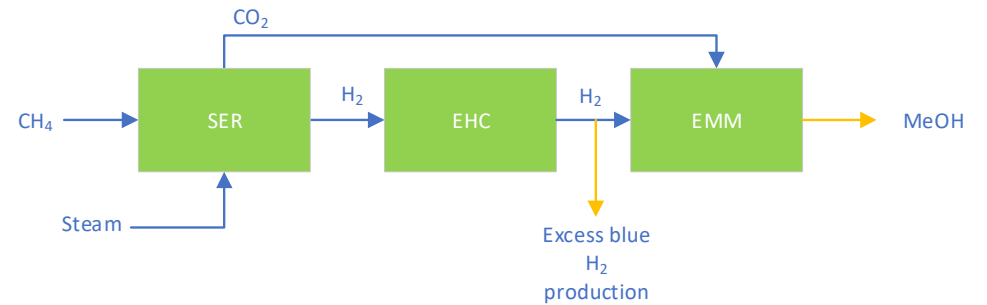 CO₂
H₂
H₂
CH₄
SER
EHC
EMM
MeOH
Steam
Excess blue
H₂
production